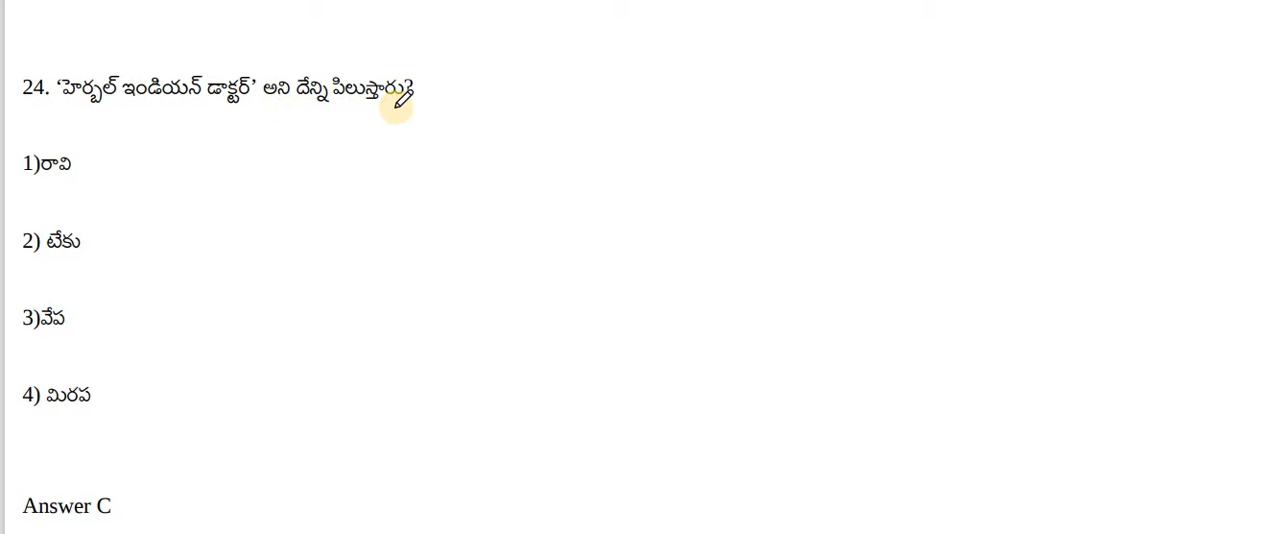 24. ‘హెర్బల్ ఇండియన్ డాక్టర్’ అని దేన్ని పిలుస్తారు?
1)రావి
2) టేకు
3)వేప
4) మిరప
Answer C